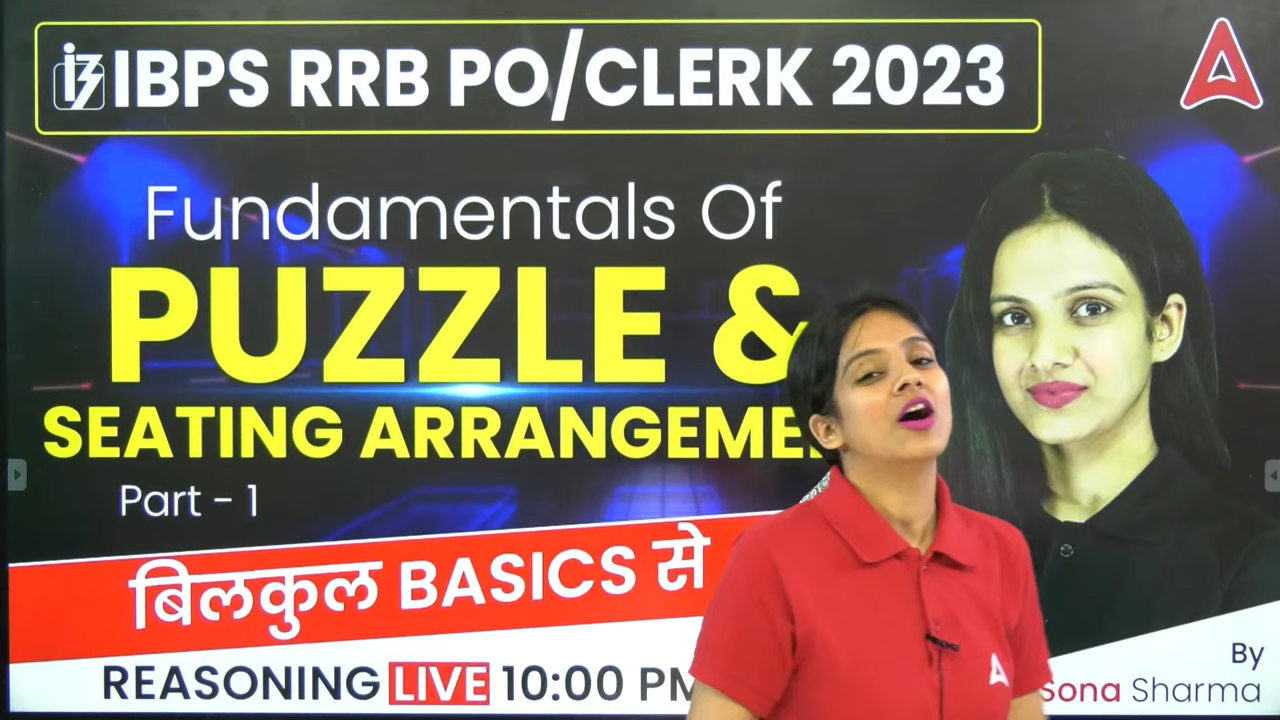 IBPS RRB PO/CLERK 2023
Fundamentals Of
PUZZLE &
SEATING ARRANGEME
Part - 1
बिलकुल BASICS से
REASONING LIVE 10:00 PM
By
Sona Sharma